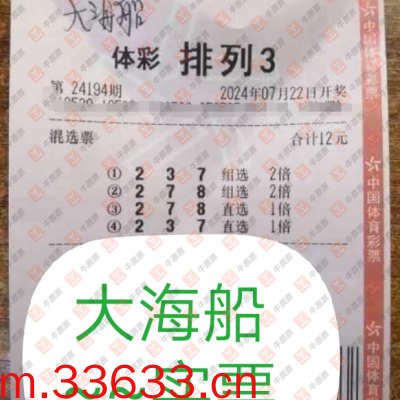 大海船
体彩 排列3
第 24194期 2024年07月22日开奖
混选票 合计12元
① 2 3 7 组选 2倍
② 2 7 8 组选 2倍
③ 2 7 8 直选 1倍
④ 2 3 7 直选 1倍
中国体育彩票
中国体育彩票
大海船
m.33633.cn